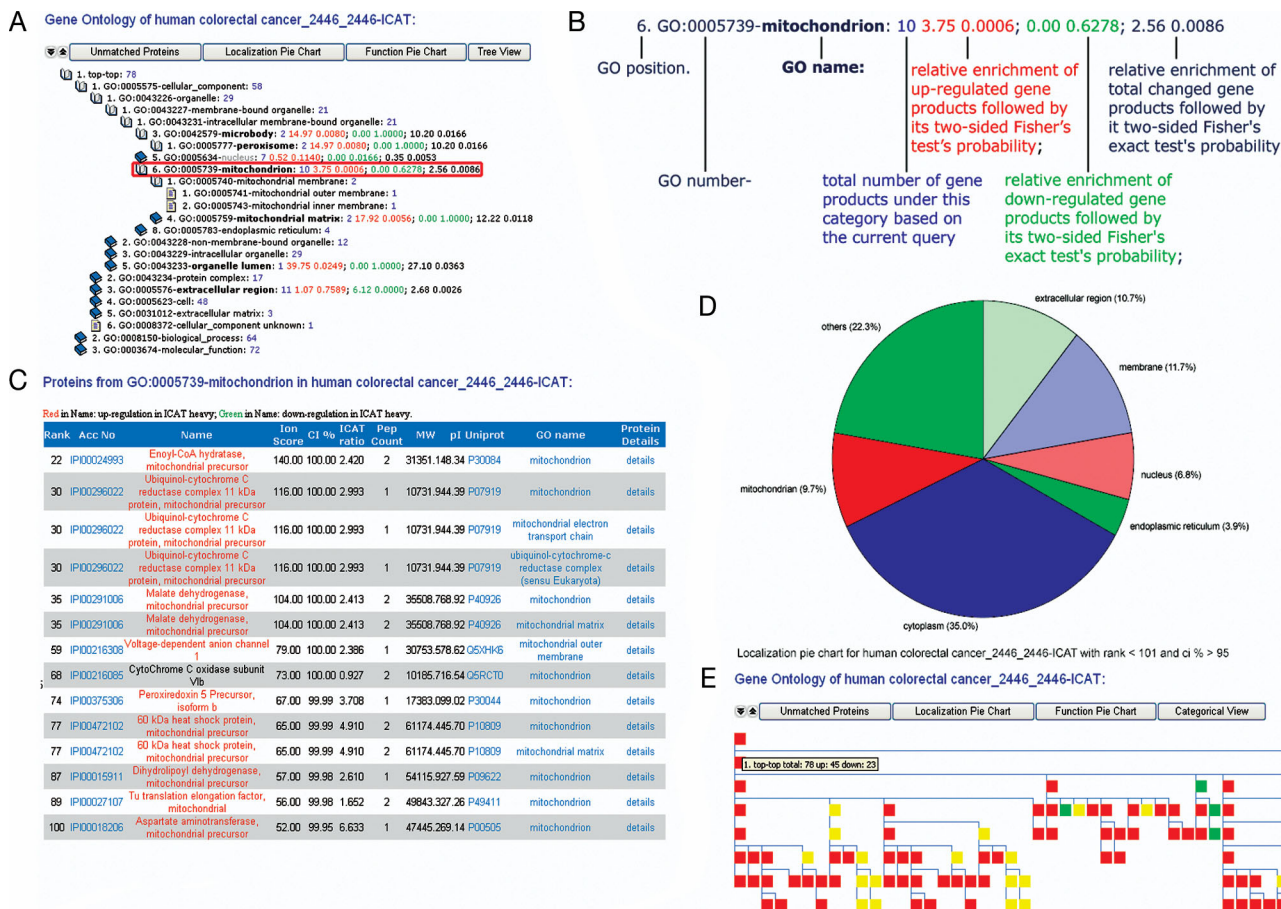 A
Gene Ontology of human colorectal cancer_2446_2446-ICAT:
Unmatched Proteins Localization Pie Chart Function Pie Chart Tree View
1. top-top: 78
1. GO:0005575-cellular_component: 58
1. GO:0043226-organelle: 29
1. GO:0043227-membrane-bound organelle: 21
1. GO:0043231-intracellular membrane-bound organelle: 21
3. GO:0042579-microbody: 2 14.97 0.0080; 0.00 1.0000; 10.20 0.0166
1. GO:0005777-peroxisome: 2 14.97 0.0080; 0.00 1.0000; 10.20 0.0166
5. GO:0005634-nucleus: 7 0.52 0.1140; 0.00 0.0166; 0.35 0.0053
6. GO:0005739-mitochondrion: 10 3.75 0.0006; 0.00 0.6278; 2.56 0.0086
1. GO:0005740-mitochondrial membrane: 2
1. GO:0005741-mitochondrial outer membrane: 1
2. GO:0005743-mitochondrial inner membrane: 1
4. GO:0005759-mitochondrial matrix: 2 17.92 0.0056; 0.00 1.0000; 12.22 0.0118
8. GO:0005783-endoplasmic reticulum: 4
2. GO:0043228-non-membrane-bound organelle: 12
3. GO:0043229-intracellular organelle: 29
5. GO:0043233-organelle lumen: 1 39.75 0.0249; 0.00 1.0000; 27.10 0.0363
2. GO:0043234-protein complex: 17
3. GO:0005576-extracellular region: 11 1.07 0.7589; 6.12 0.0000; 2.68 0.0026
4. GO:0005623-cell: 48
5. GO:0031012-extracellular matrix: 3
6. GO:0008372-cellular_component unknown: 1
2. GO:0008150-biological_process: 64
3. GO:0003674-molecular_function: 72
B
6. GO:0005739-mitochondrion: 10 3.75 0.0006; 0.00 0.6278; 2.56 0.0086
GO position.
GO name:
relative enrichment of
up-regulated gene
products followed by
its two-sided Fisher's
test's probability;
relative enrichment of
total changed gene
products followed by
it two-sided Fisher's
exact test's probability
GO number-
total number of gene
products under this
category based on
the current query
relative enrichment of
down-regulated gene
products followed by
its two-sided Fisher's
exact test's probability;
C
Proteins from GO:0005739-mitochondrion in human colorectal cancer_2446_2446-ICAT:
Red in Name: up-regulation in ICAT heavy; Green in Name: down-regulation in ICAT heavy.
Rank Acc No Name Ion Score CI % ICAT ratio Pep Count MW pI Uniprot GO name Protein Details
22 IPI00024993 Enoyl-CoA hydratase, mitochondrial precursor 140.00 100.00 2.420 2 31351.14 8.34 P30084 mitochondrion details
30 IPI00296022 Ubiquinol-cytochrome C reductase complex 11 kDa protein, mitochondrial precursor 116.00 100.00 2.993 1 10731.94 4.39 P07919 mitochondrion details
30 IPI00296022 Ubiquinol-cytochrome C reductase complex 11 kDa protein, mitochondrial precursor 116.00 100.00 2.993 1 10731.94 4.39 P07919 mitochondrial electron transport chain details
30 IPI00296022 Ubiquinol-cytochrome C reductase complex 11 kDa protein, mitochondrial precursor 116.00 100.00 2.993 1 10731.94 4.39 P07919 ubiquinol-cytochrome-c reductase complex (sensu Eukaryota) details
35 IPI00291006 Malate dehydrogenase, mitochondrial precursor 104.00 100.00 2.413 2 35508.76 8.92 P40926 mitochondrion details
35 IPI00291006 Malate dehydrogenase, mitochondrial precursor 104.00 100.00 2.413 2 35508.76 8.92 P40926 mitochondrial matrix details
59 IPI00216308 Voltage-dependent anion channel 1 79.00 100.00 2.386 1 30753.57 8.62 Q5XHK6 mitochondrial outer membrane details
68 IPI00216085 CytoChrome C oxidase subunit VIb 73.00 100.00 0.927 2 10185.71 6.54 Q5RCT0 mitochondrion details
74 IPI00375306 Peroxiredoxin 5 Precursor, isoform b 67.00 99.99 3.708 1 17383.09 9.02 P30044 mitochondrion details
77 IPI00472102 60 kDa heat shock protein, mitochondrial precursor 65.00 99.99 4.910 2 61174.44 5.70 P10809 mitochondrion details
77 IPI00472102 60 kDa heat shock protein, mitochondrial precursor 65.00 99.99 4.910 2 61174.44 5.70 P10809 mitochondrial matrix details
87 IPI00015911 Dihydrolipoyl dehydrogenase, mitochondrial precursor 57.00 99.98 2.610 1 54115.92 7.59 P09622 mitochondrion details
89 IPI00027107 Tu translation elongation factor, mitochondrial 56.00 99.98 1.652 2 49843.32 7.26 P49411 mitochondrion details
100 IPI00018206 Aspartate aminotransferase, mitochondrial precursor 52.00 99.95 6.633 1 47445.26 9.14 P00505 mitochondrion details
D
extracellular region (10.7%)
others (22.3%)
membrane (11.7%)
nucleus (6.8%)
mitochondrian (9.7%)
endoplasmic reticulum (3.9%)
cytoplasm (35.0%)
Localization pie chart for human colorectal cancer_2446_2446-ICAT with rank < 101 and ci % > 95
E
Gene Ontology of human colorectal cancer_2446_2446-ICAT:
Unmatched Proteins Localization Pie Chart Function Pie Chart Categorical View
1. top-top total: 78 up: 45 down: 23